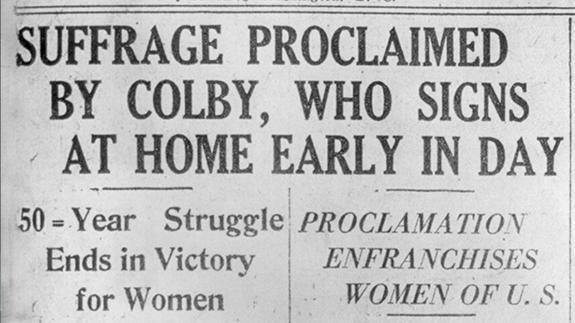 SUFFRAGE PROCLAIMED
BY COLBY, WHO SIGNS
AT HOME EARLY IN DAY
50=Year Struggle
Ends in Victory
for Women
PROCLAMATION
ENFRANCHISES
WOMEN OF U. S.